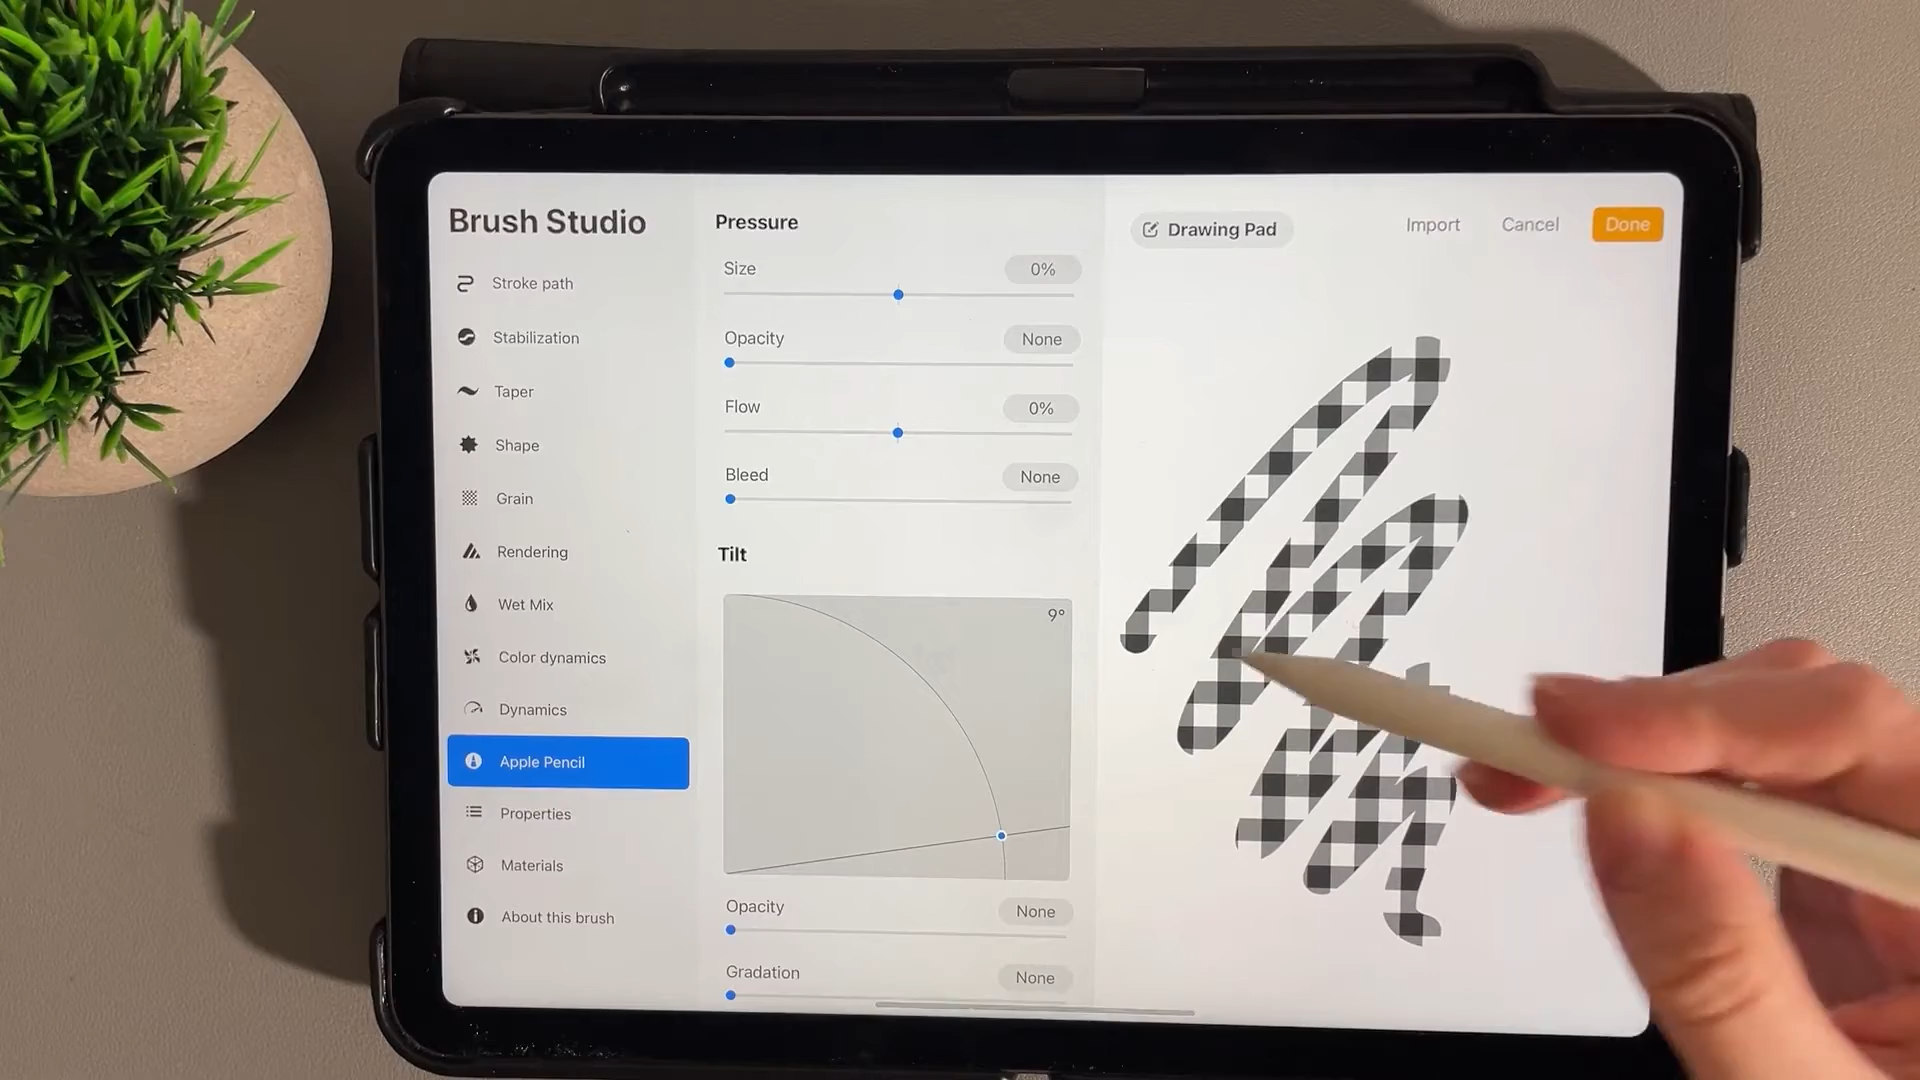 Brush Studio
Stroke path
Stabilization
Taper
Shape
Grain
Rendering
Wet Mix
Color dynamics
Dynamics
Apple Pencil
Properties
Materials
About this brush
Pressure
Size 0%
Opacity None
Flow 0%
Bleed None
Tilt
9°
Opacity None
Gradation None
Drawing Pad
Import Cancel Done